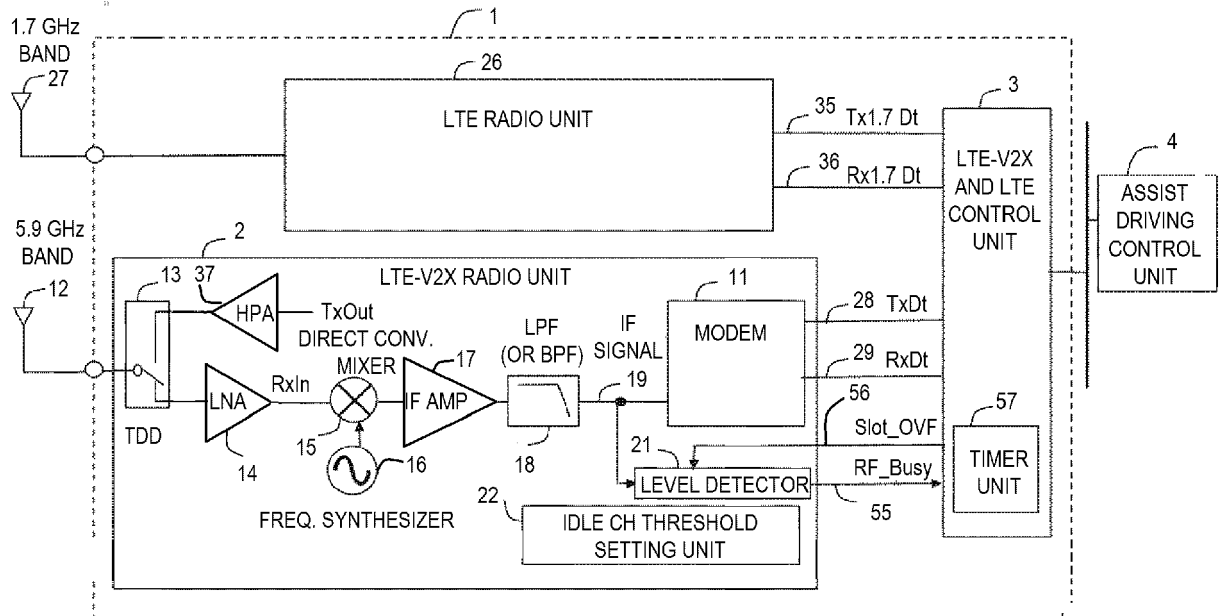 1
1.7 GHz
BAND
27
26
LTE RADIO UNIT
35
Tx1.7 Dt
36
Rx1.7 Dt
3
LTE-V2X
AND LTE
CONTROL
UNIT
4
ASSIST
DRIVING
CONTROL
UNIT
5.9 GHz
BAND
12
2
LTE-V2X RADIO UNIT
13
37
HPA
TxOut
DIRECT CONV.
MIXER
17
LPF
(OR BPF)
IF
SIGNAL
11
MODEM
28
TxDt
29
RxDt
LNA
RxIn
IF AMP
19
TDD
14
15
16
18
21
56
Slot_OVF
57
TIMER
UNIT
LEVEL DETECTOR
RF_Busy
55
FREQ. SYNTHESIZER
22
IDLE CH THRESHOLD
SETTING UNIT